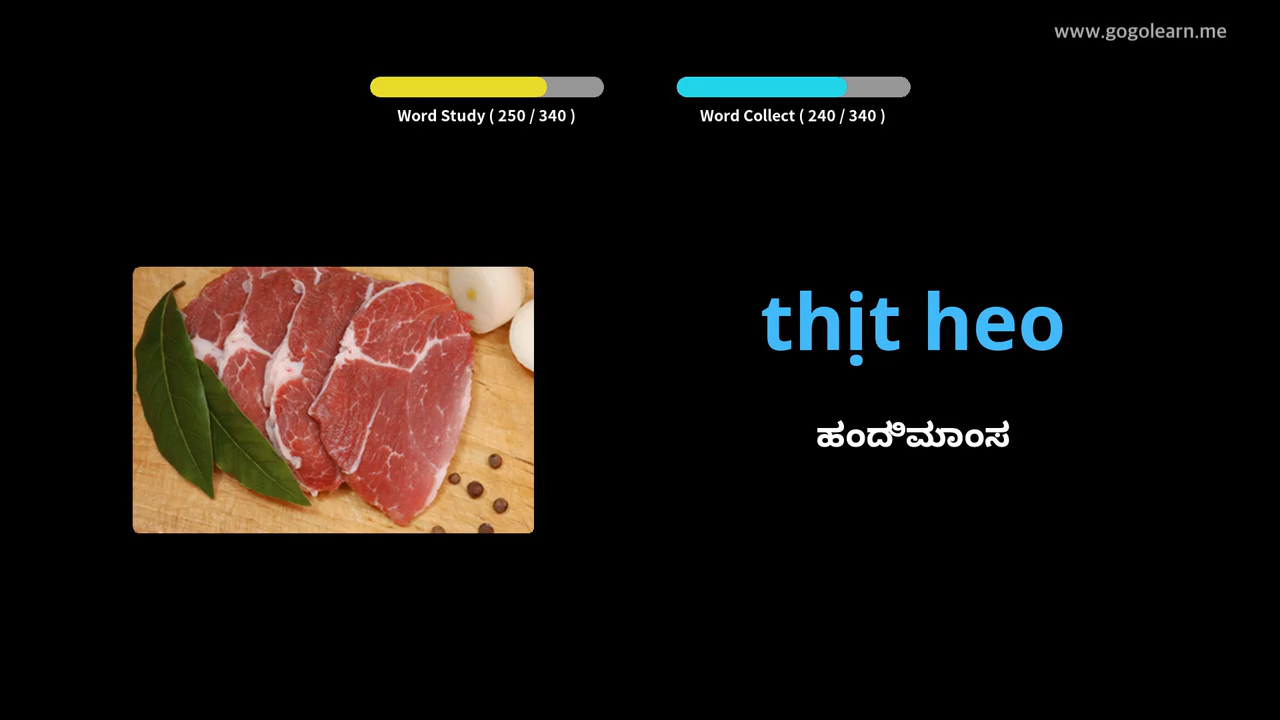 www.gogolearn.me
Word Study ( 250 / 340 )
Word Collect ( 240 / 340 )
thịt heo
ಹಂದಿಮಾಂಸ